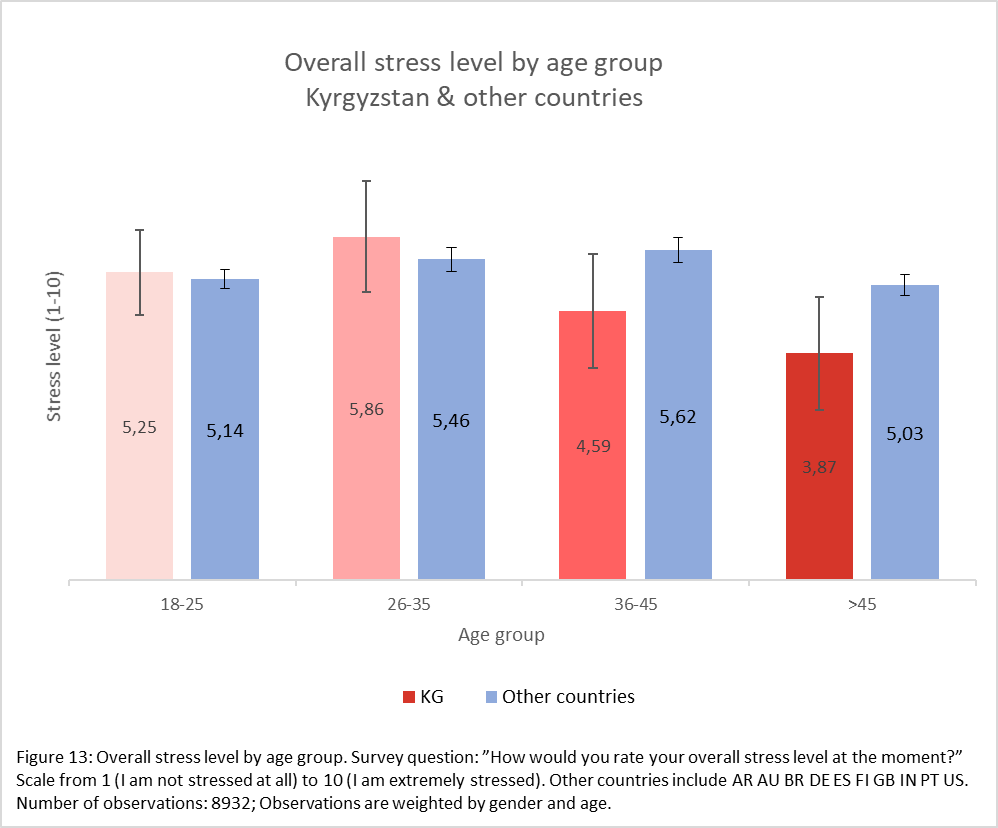 Overall stress level by age group
Kyrgyzstan & other countries
Stress level (1-10)
5,25
5,14
5,86
5,46
4,59
5,62
3,87
5,03
18-25
26-35
36-45
>45
Age group
KG
Other countries
Figure 13: Overall stress level by age group. Survey question: ”How would you rate your overall stress level at the moment?”
Scale from 1 (I am not stressed at all) to 10 (I am extremely stressed). Other countries include AR AU BR DE ES FI GB IN PT US.
Number of observations: 8932; Observations are weighted by gender and age.